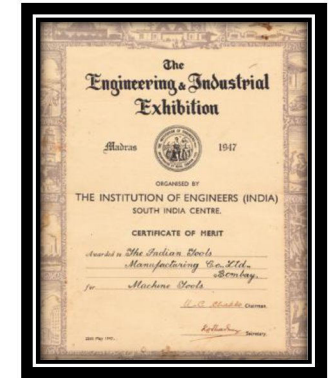 The
Engineering & Industrial
Exhibition
Madras 1947
ORGANISED BY
THE INSTITUTION OF ENGINEERS (INDIA)
SOUTH INDIA CENTRE.
CERTIFICATE OF MERIT
Awarded to The Indian Tools
Manufacturing Co. Ltd.
Bombay.
for Machine Tools
Chairman.
Secretary.